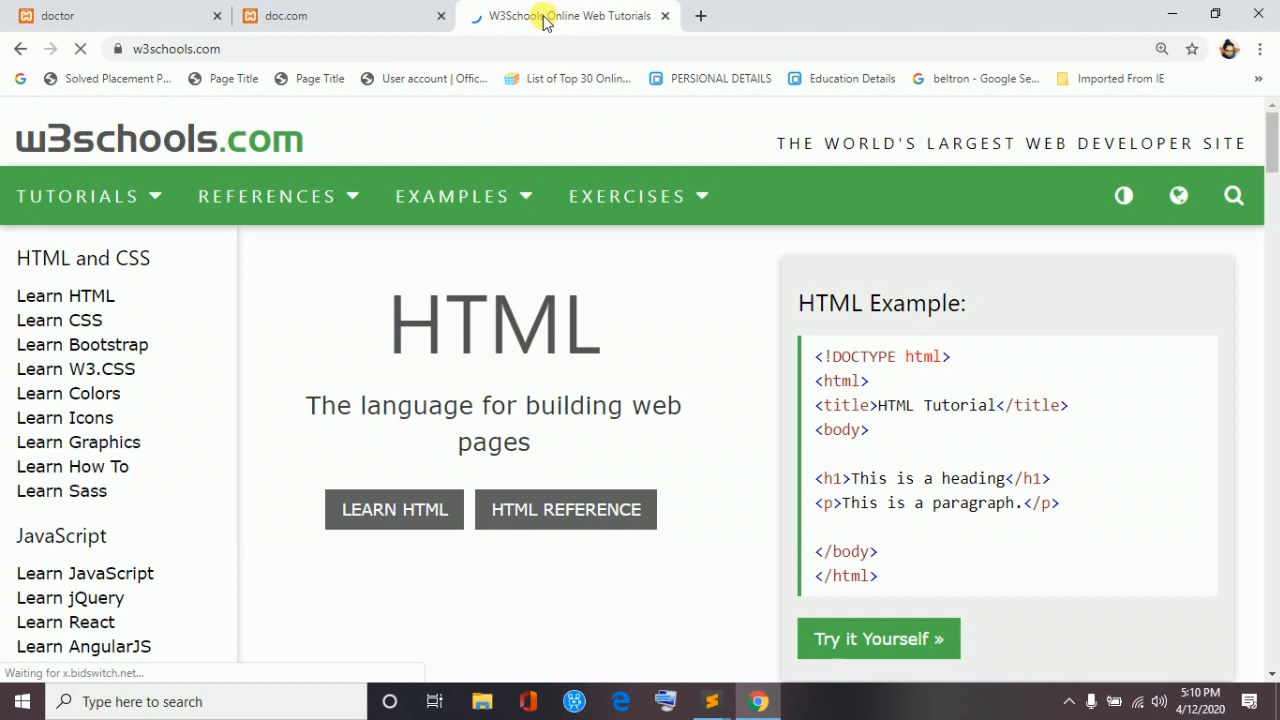 doctor
doc.com
W3Schools Online Web Tutorials
w3schools.com
Solved Placement P...
Page Title
Page Title
User account | Offic...
List of Top 30 Onlin...
PERSIONAL DETAILS
Education Details
beltron - Google Se...
Imported From IE
»
w3schools.com
THE WORLD'S LARGEST WEB DEVELOPER SITE
TUTORIALS
REFERENCES
EXAMPLES
EXERCISES
HTML and CSS
Learn HTML
Learn CSS
Learn Bootstrap
Learn W3.CSS
Learn Colors
Learn Icons
Learn Graphics
Learn How To
Learn Sass
JavaScript
Learn JavaScript
Learn jQuery
Learn React
Learn AngularJS
HTML
The language for building web
pages
LEARN HTML
HTML REFERENCE
HTML Example:
<!DOCTYPE html>
<html>
<title>HTML Tutorial</title>
<body>
<h1>This is a heading</h1>
<p>This is a paragraph.</p>
</body>
</html>
Try it Yourself »
Waiting for x.bidswitch.net...
Type here to search
5:10 PM
4/12/2020